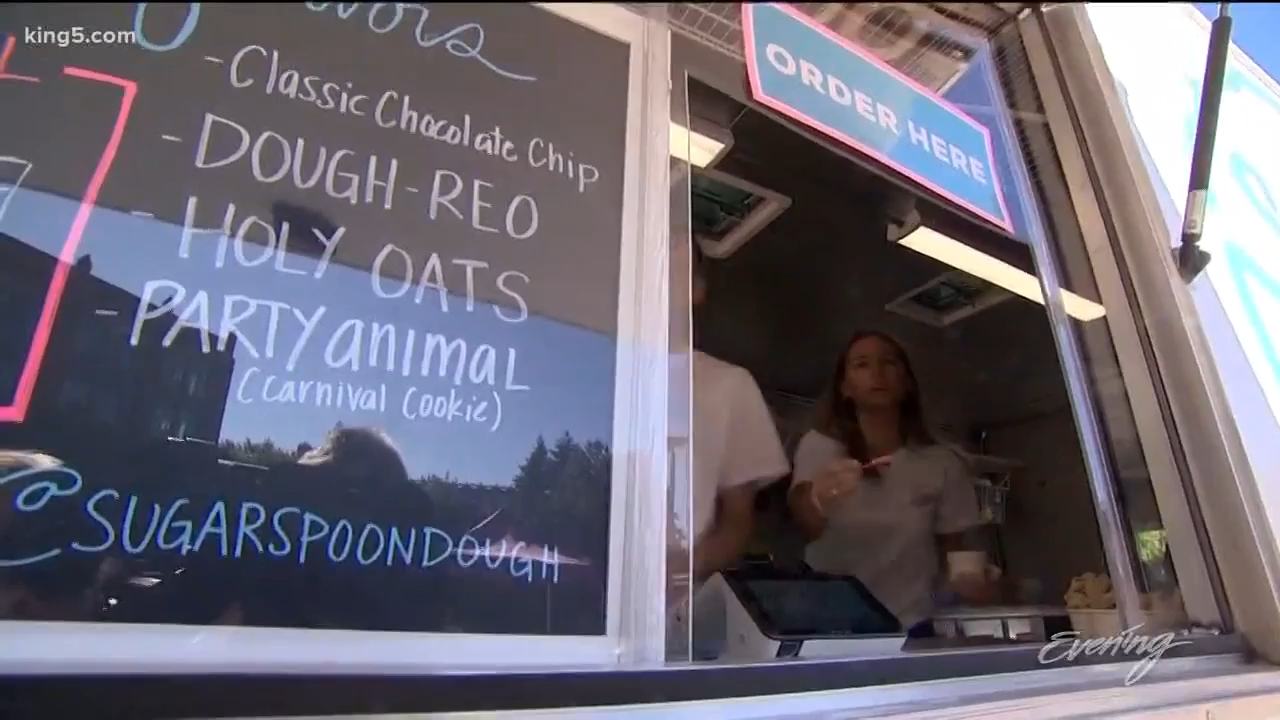 king5.com
- Classic Chocolate Chip
- DOUGH-REO
- HOLY OATS
- PARTY animal
(carnival cookie)
@SUGARSPOONDOUGH
ORDER HERE
Evening